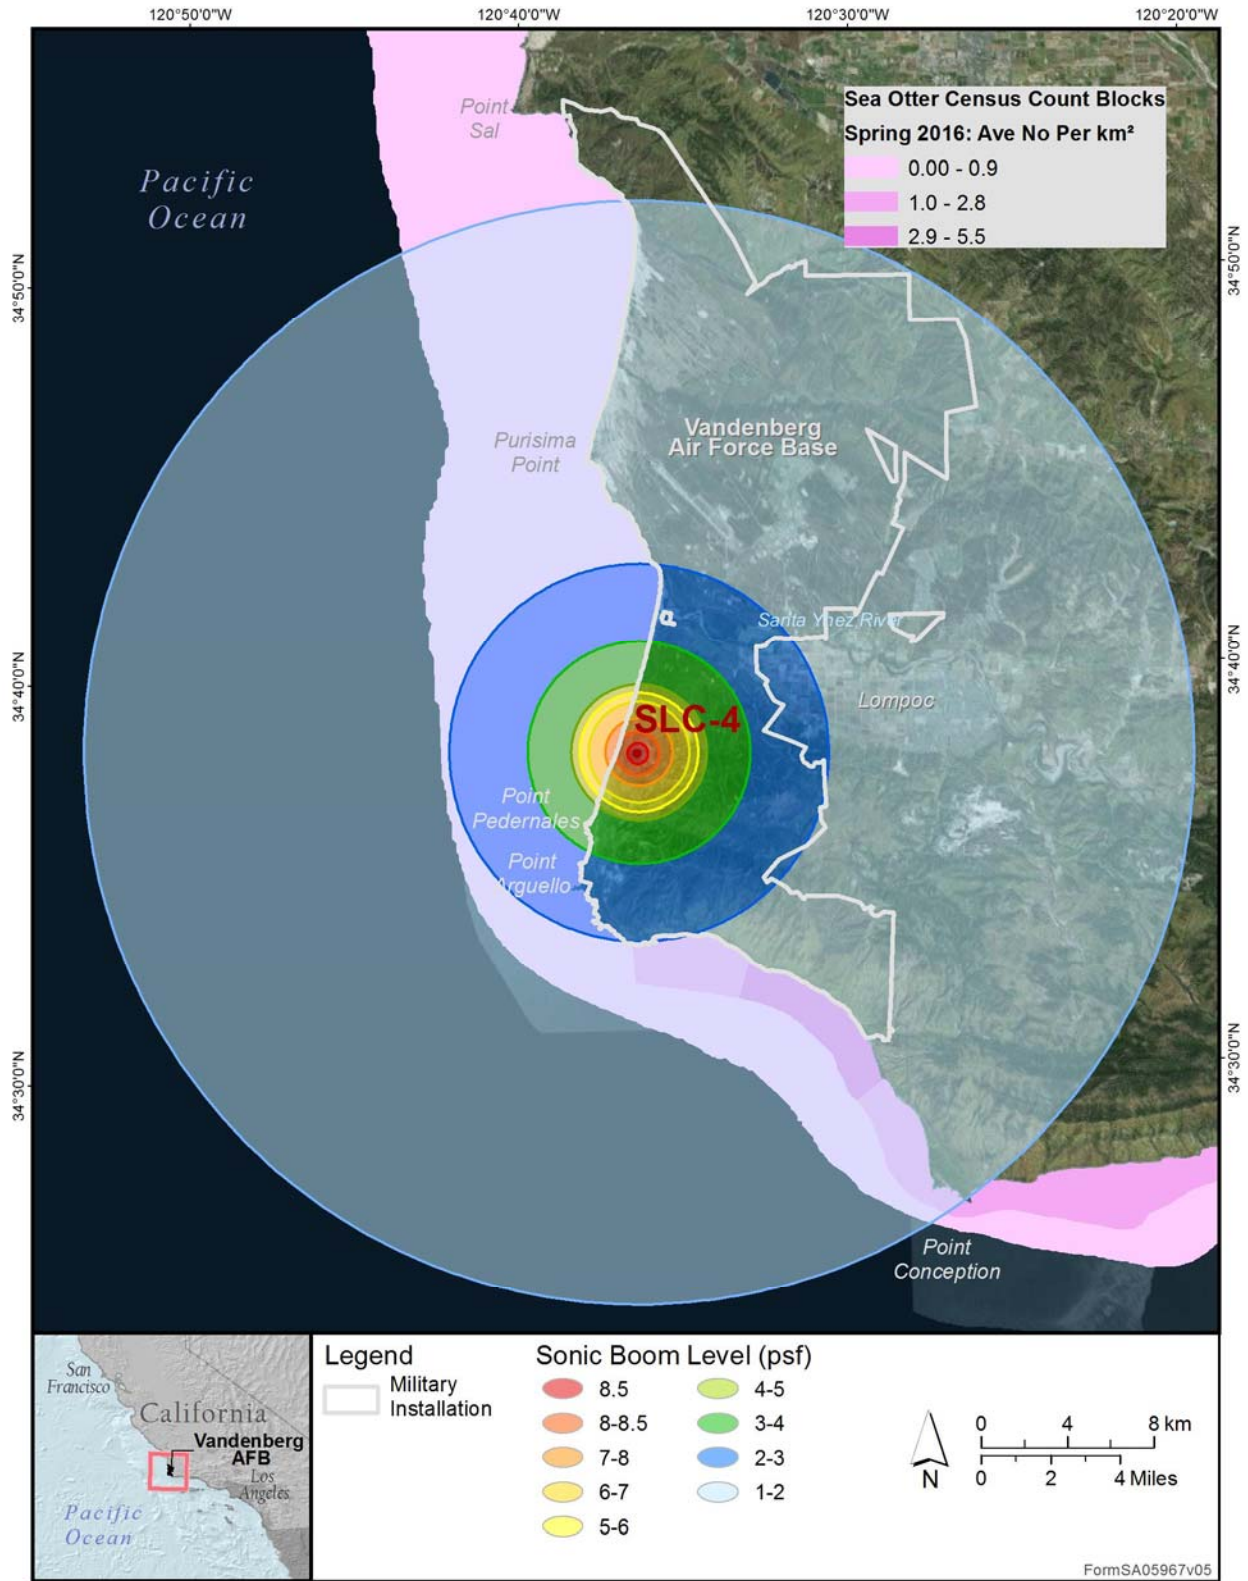 120°50'0"W
120°40'0"W
120°30'0"W
120°20'0"W
Point
Sal
Pacific
Ocean
Sea Otter Census Count Blocks
Spring 2016: Ave No Per km²
0.00 - 0.9
1.0 - 2.8
2.9 - 5.5
34°50'0"N
34°50'0"N
Purisima
Point
Vandenberg
Air Force Base
Santa Ynez River
34°40'0"N
34°40'0"N
Lompoc
SLC-4
Point
Pedernales
Point
Arguello
34°30'0"N
34°30'0"N
Point
Conception
San
Francisco
California
Vandenberg
AFB
Los
Angeles
Pacific
Ocean
Legend
Military
Installation
Sonic Boom Level (psf)
8.5
8-8.5
7-8
6-7
5-6
4-5
3-4
2-3
1-2
N
0 4 8 km
0 2 4 Miles
FormSA05967v05